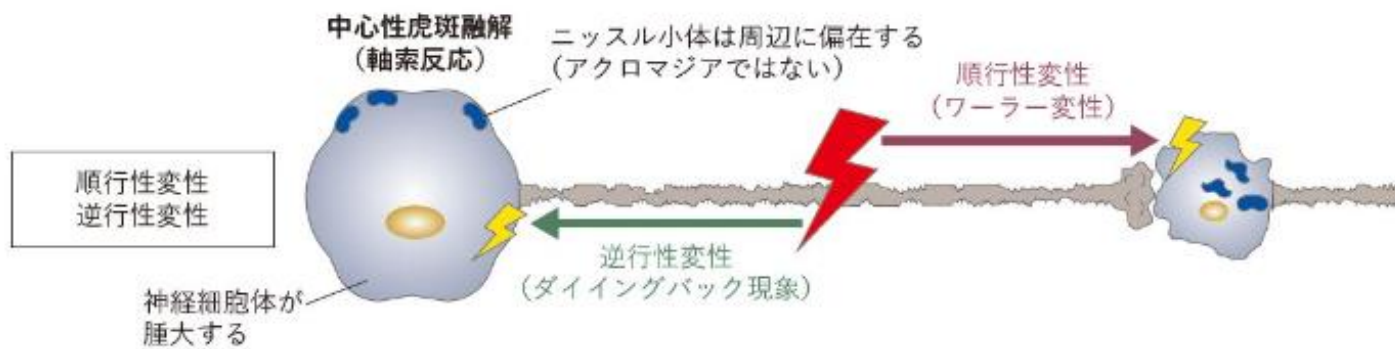 中心性虎斑融解
(軸索反応)
ニッスル小体は周辺に偏在する
(アクロマジアではない)
順行性変性
(ワーラー変性)
順行性変性
逆行性変性
逆行性変性
(ダイイングバック現象)
神経細胞体が
腫大する